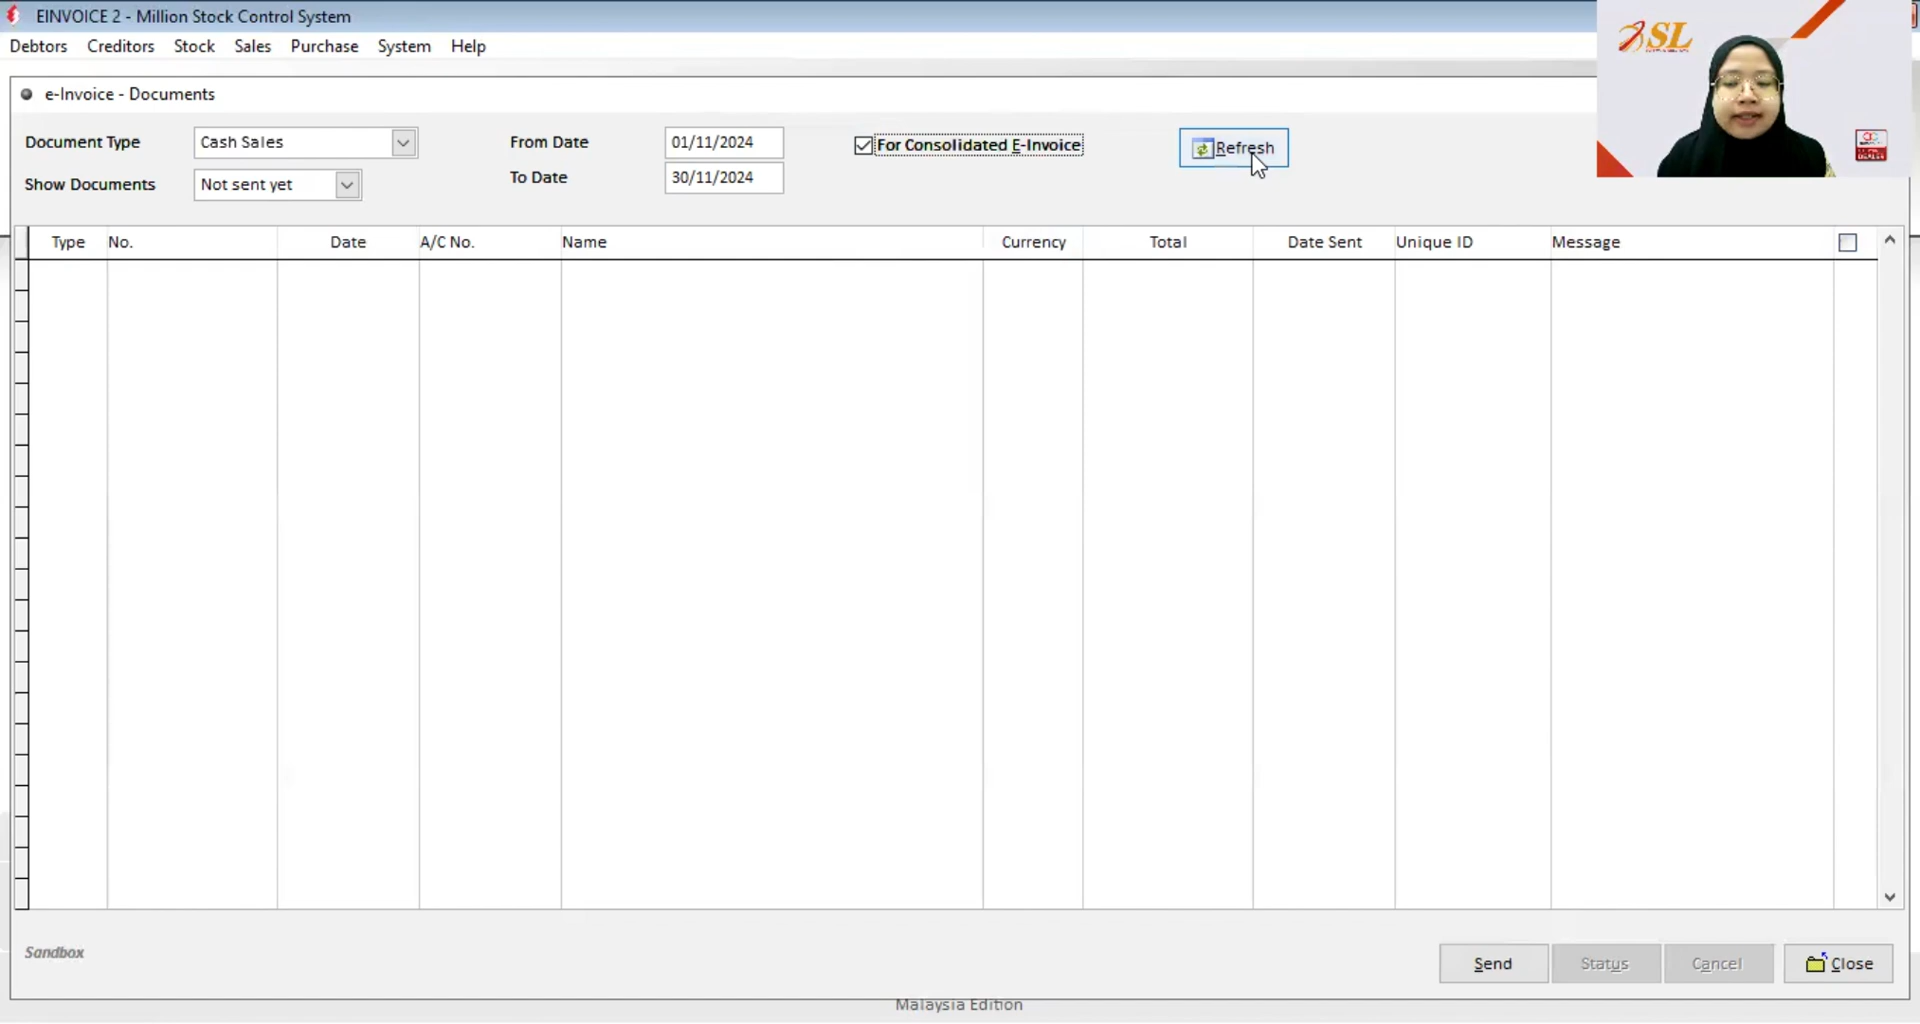 EINVOICE 2 - Million Stock Control System
Debtors Creditors Stock Sales Purchase System Help
SL
e-Invoice - Documents
Document Type Cash Sales From Date 01/11/2024 For Consolidated E-Invoice Refresh
Show Documents Not sent yet To Date 30/11/2024
Type No. Date A/C No. Name Currency Total Date Sent Unique ID Message
Sandbox
Send Status Cancel Close
Malaysia Edition